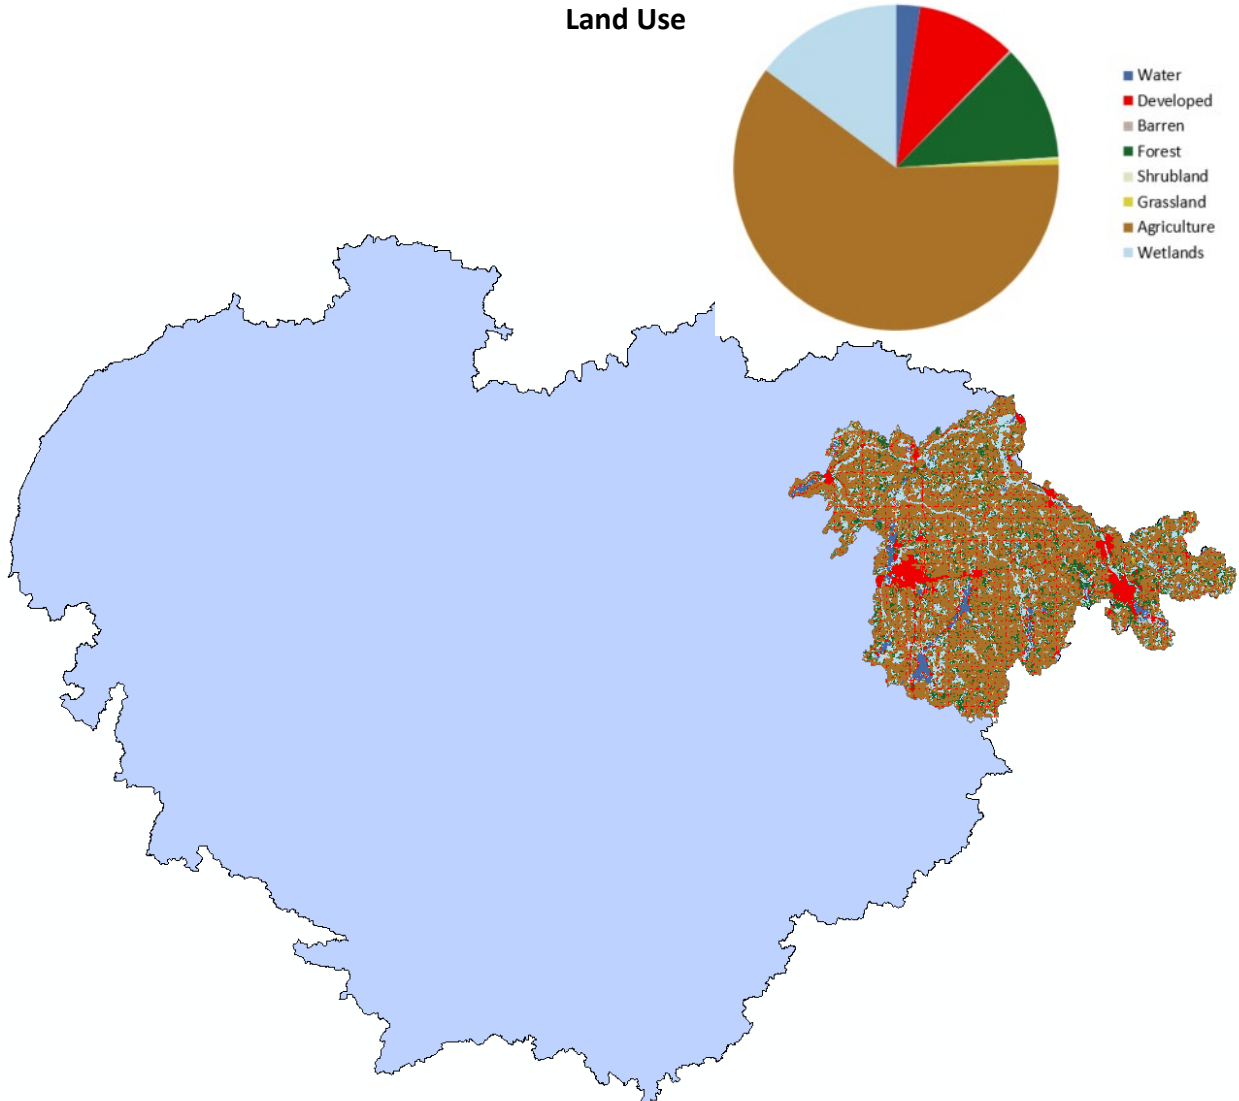 Land Use
Water
Developed
Barren
Forest
Shrubland
Grassland
Agriculture
Wetlands